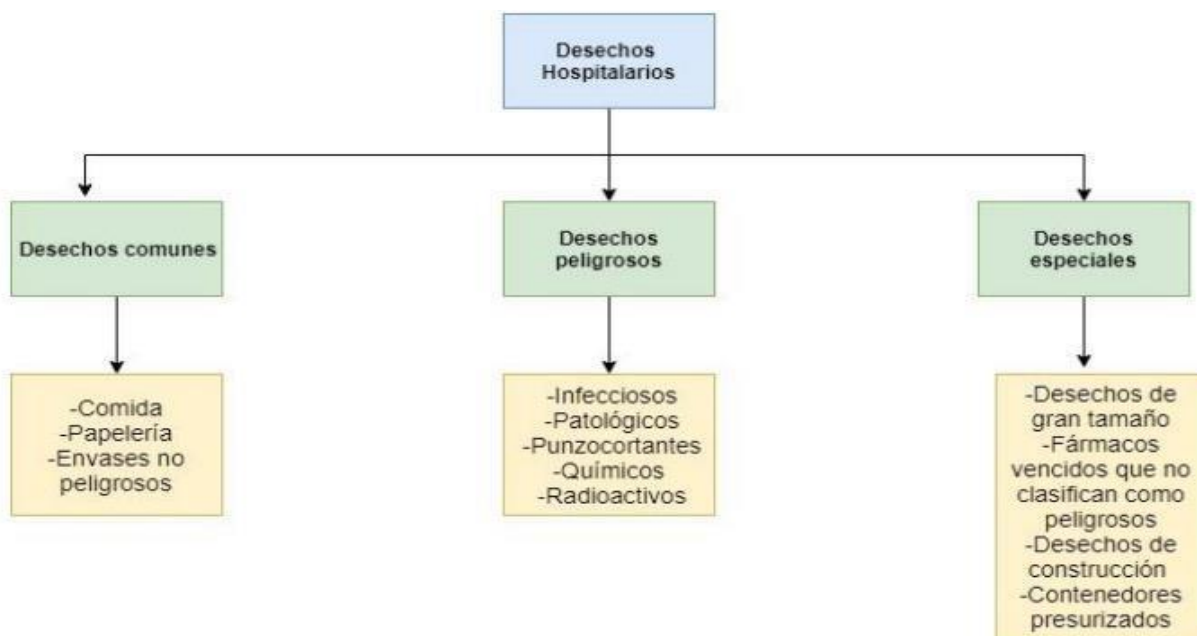 Desechos
Hospitalarios
Desechos comunes
Desechos
peligrosos
Desechos
especiales
-Comida
-Papelería
-Envases no
peligrosos
-Infecciosos
-Patológicos
-Punzocortantes
-Químicos
-Radioactivos
-Desechos de
gran tamaño
-Fármacos
vencidos que no
clasifican como
peligrosos
-Desechos de
construcción
-Contenedores
presurizados